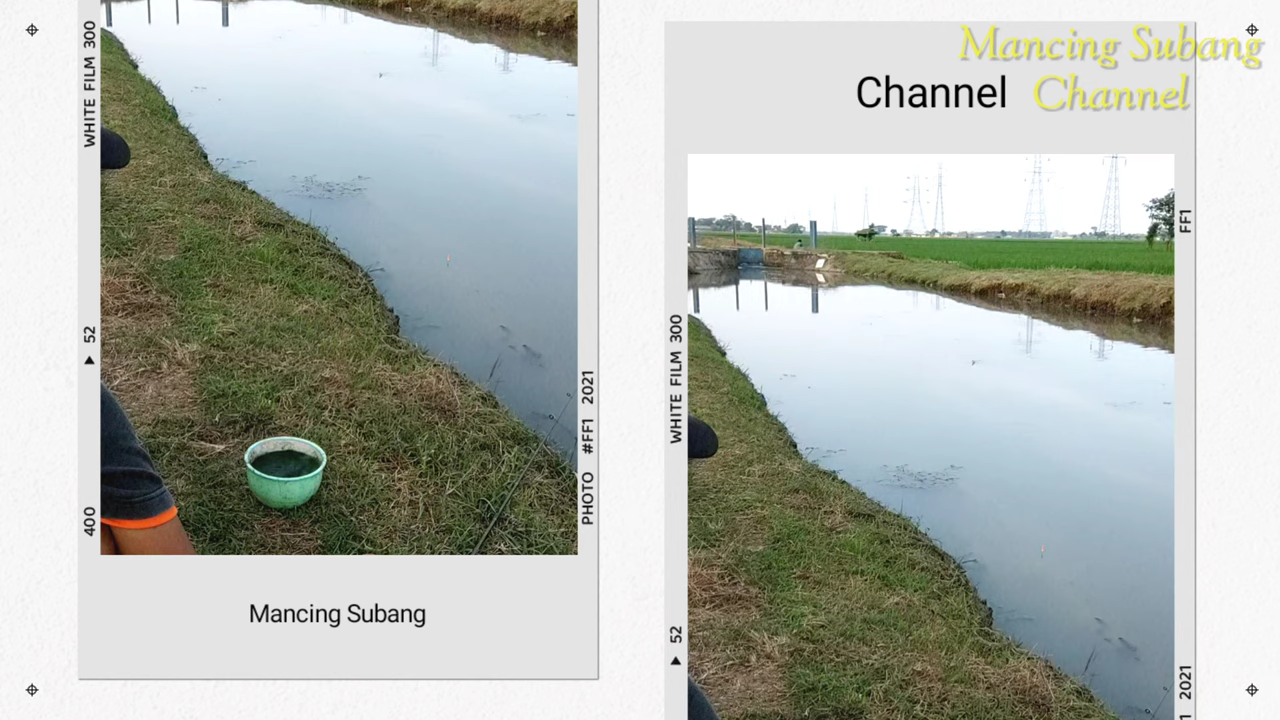 WHITE FILM 300
52
400
PHOTO #FF1 2021
Mancing Subang
Mancing Subang
Channel
Channel
FF1
WHITE FILM 300
52
2021